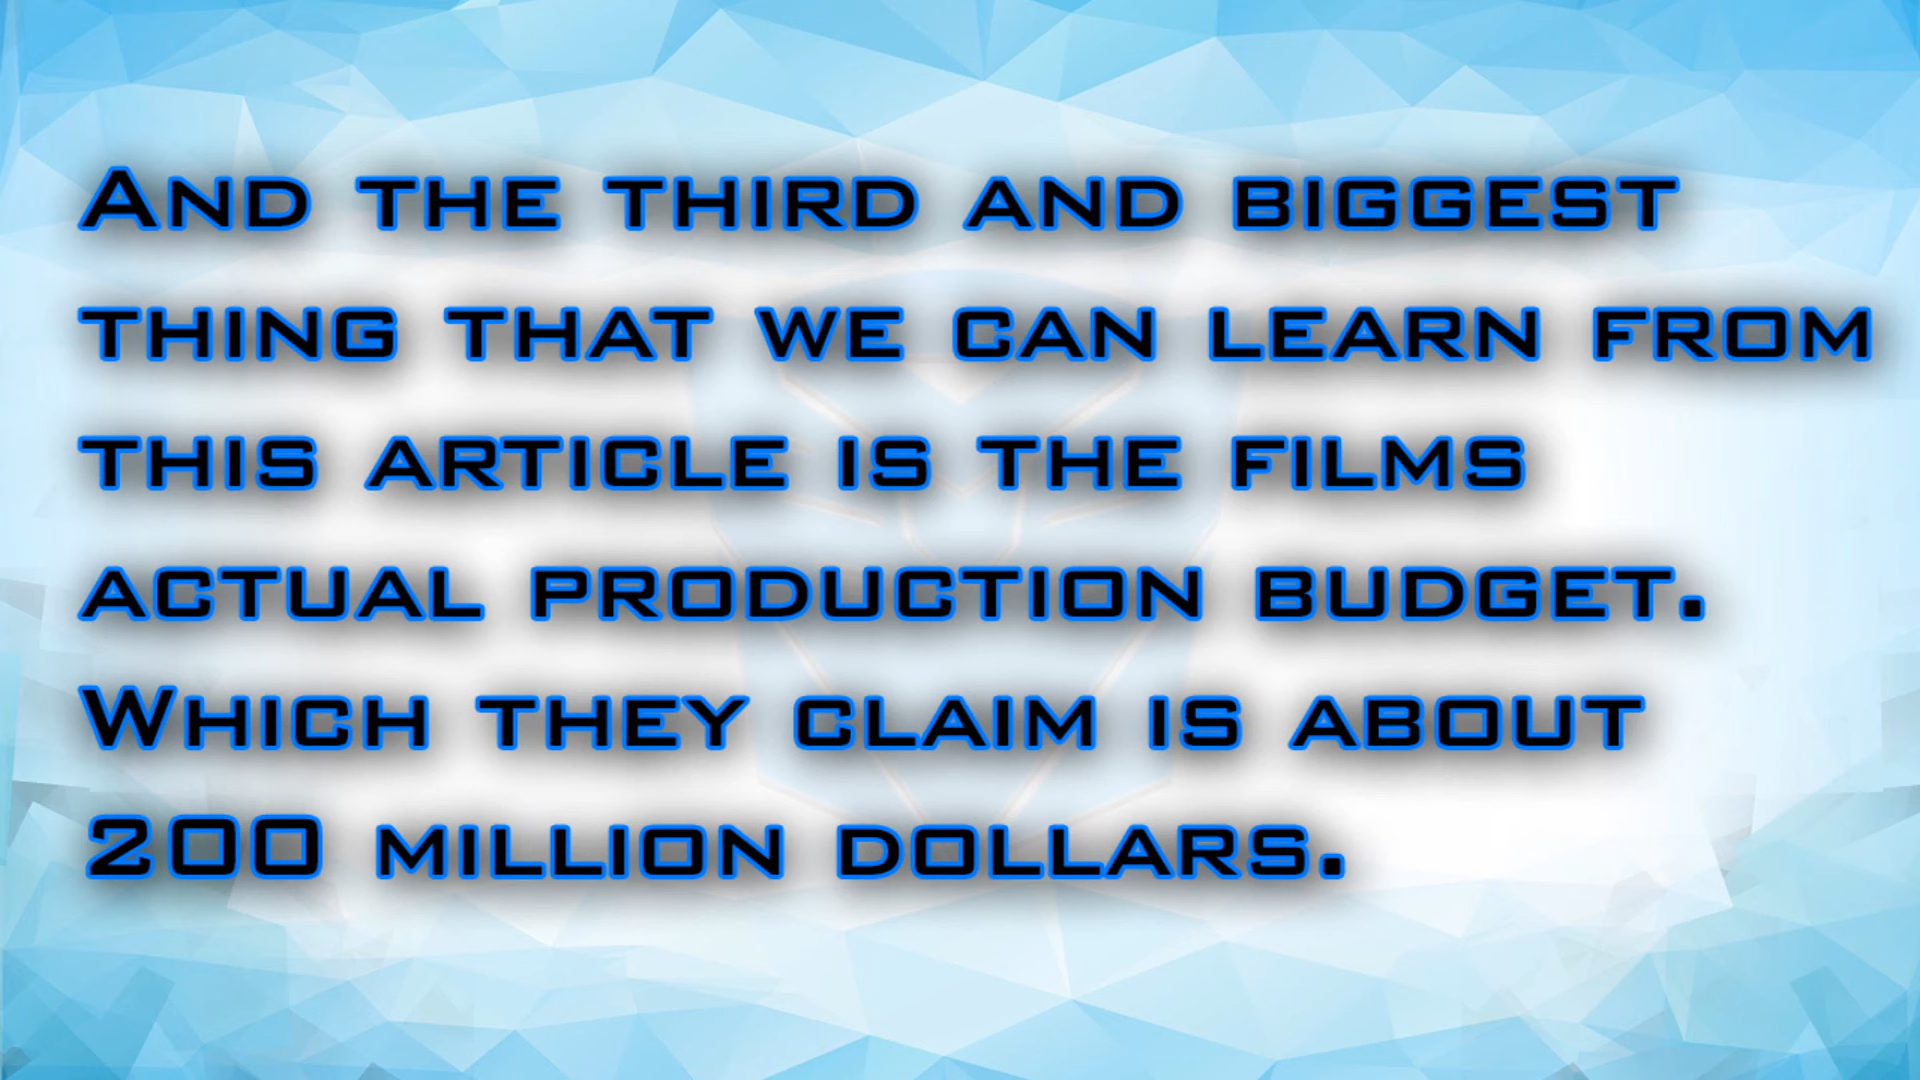 And the third and biggest
thing that we can learn from
this article is the films
actual production budget.
Which they claim is about
200 million dollars.